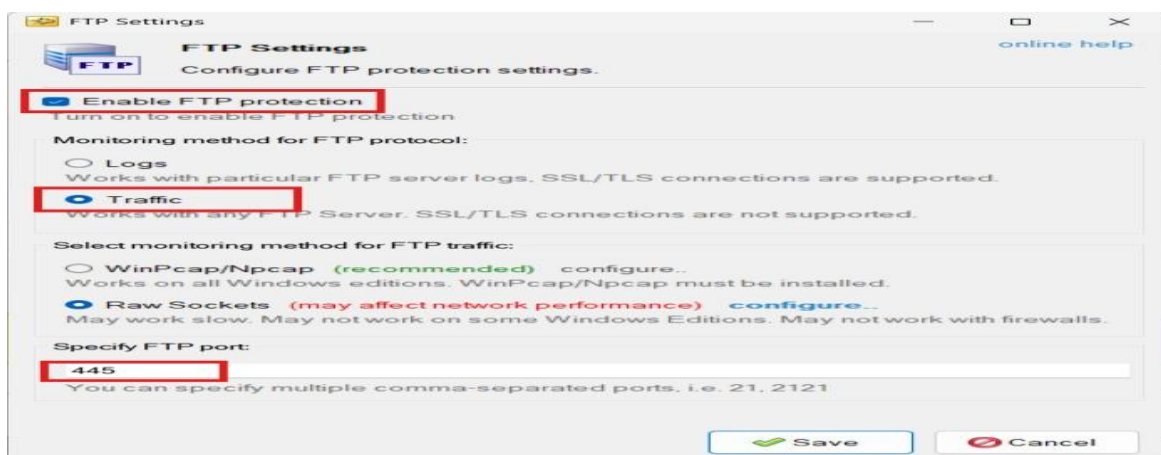 FTP Settings
FTP Settings
online help
FTP
Configure FTP protection settings.
Enable FTP protection
Turn on to enable FTP protection
Monitoring method for FTP protocol:
Logs
Works with particular FTP server logs, SSL/TLS connections are supported.
Traffic
Works with any FTP Server. SSL/TLS connections are not supported.
Select monitoring method for FTP traffic:
WinPcap/Npcap (recommended) configure..
Works on all Windows editions. WinPcap/Npcap must be installed.
Raw Sockets (may affect network performance) configure..
May work slow. May not work on some Windows Editions. May not work with firewalls.
Specify FTP port:
445
You can specify multiple comma-separated ports, i.e. 21, 2121
Save Cancel